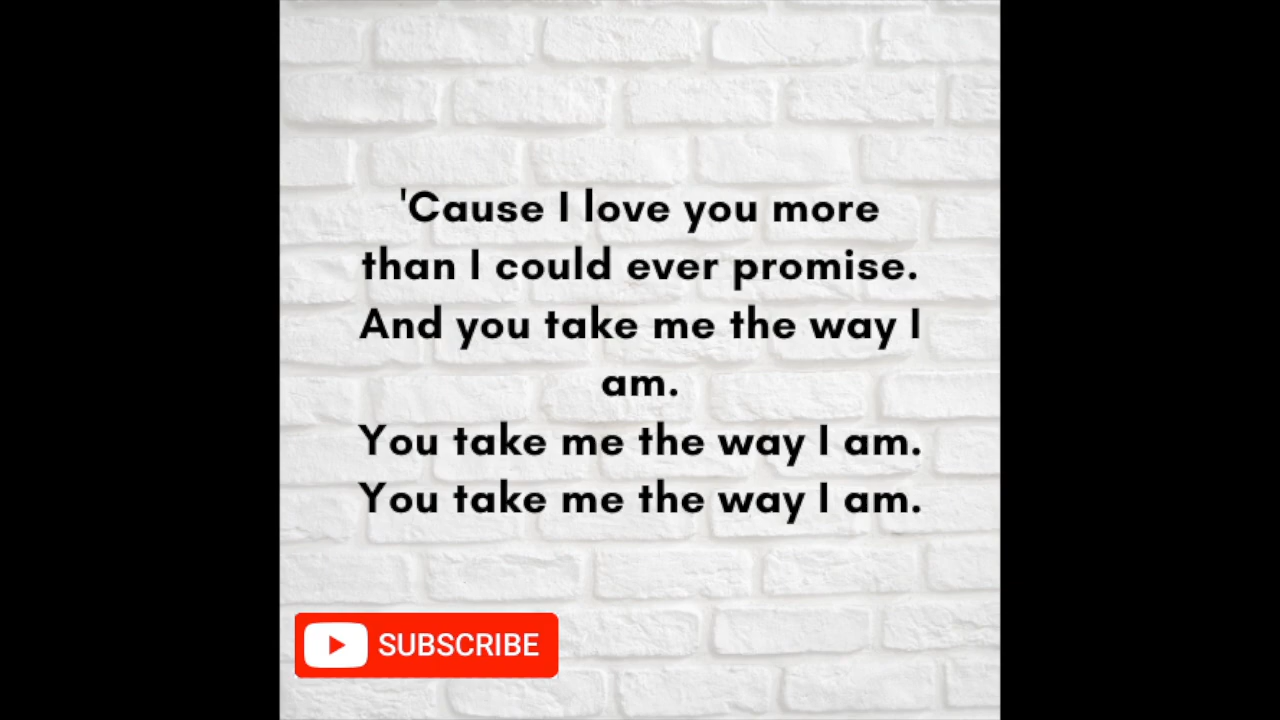 'Cause I love you more
than I could ever promise.
And you take me the way I
am.
You take me the way I am.
You take me the way I am.
SUBSCRIBE